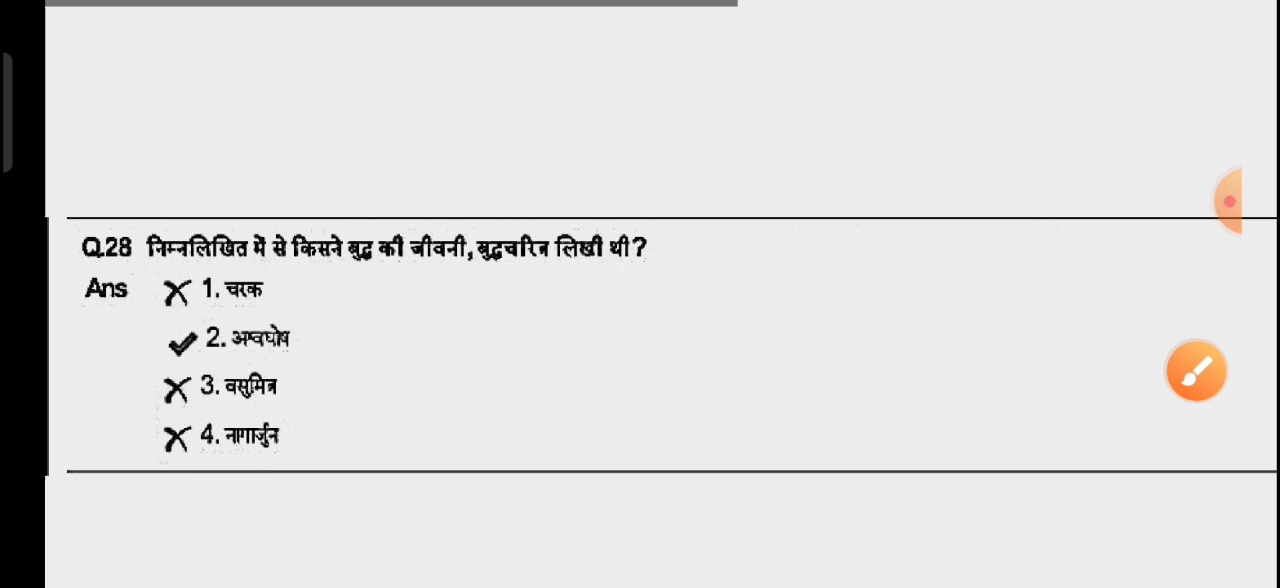 Q.28 निम्नलिखित में से किसने बुद्ध की जीवनी, बुद्धचरित्र लिखी थी?
Ans 1. चरक
2. अश्वघोष
3. वसुमित्र
4. नागार्जुन